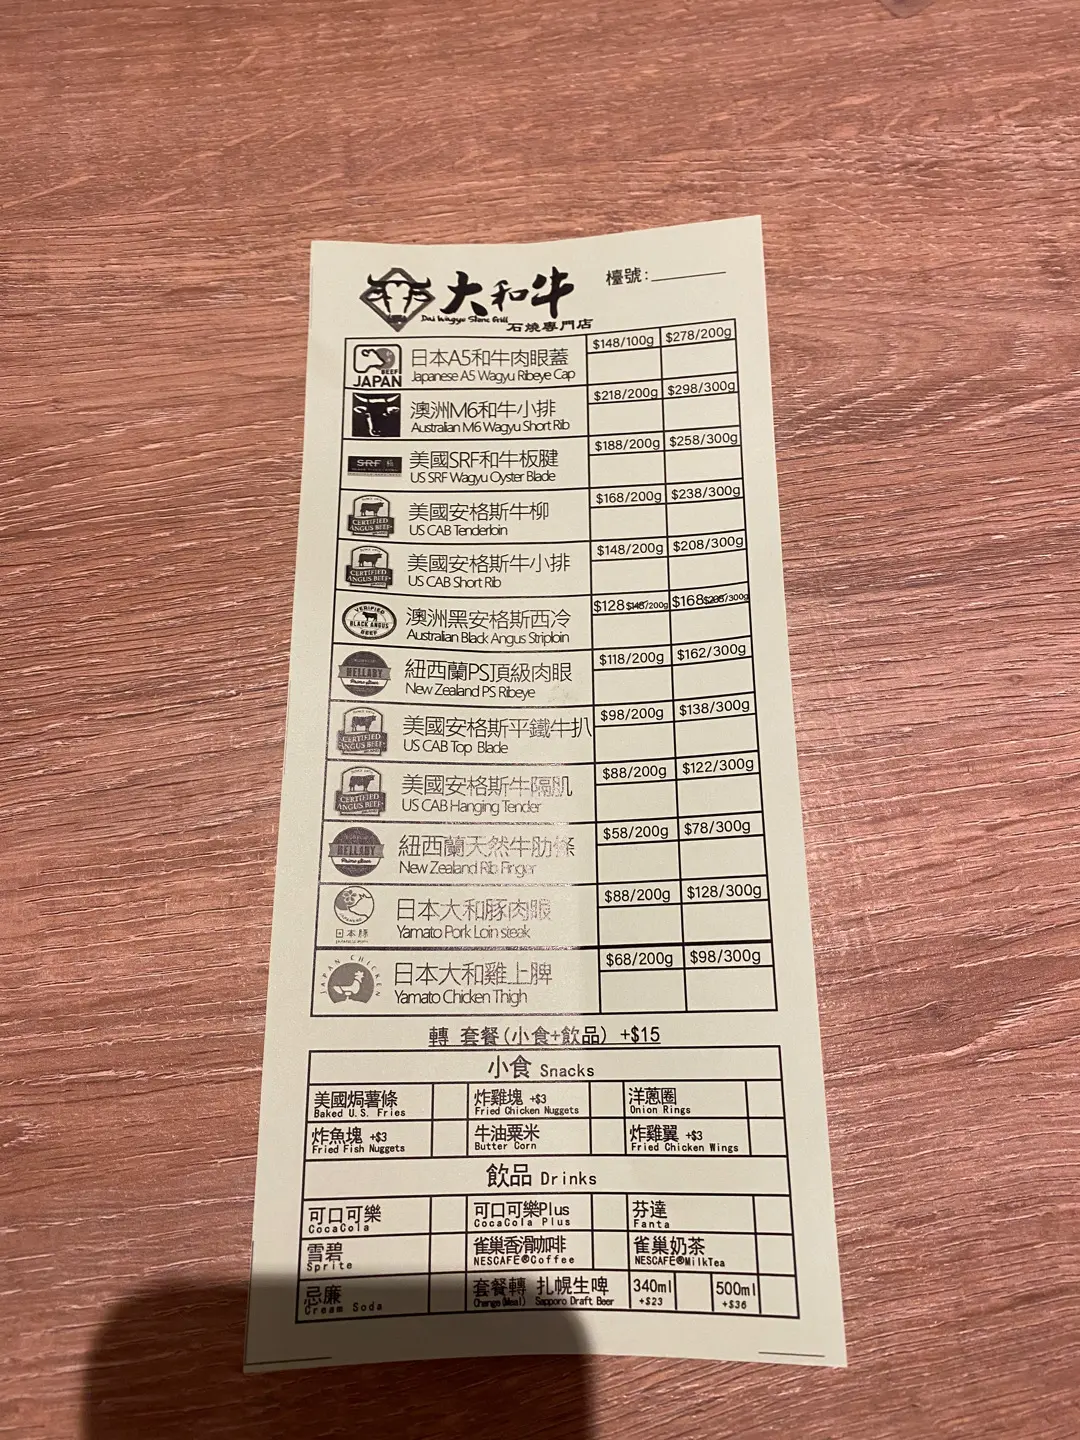 大和牛
Dai Wagyu Stone Grill
石燒專門店
檯號:
BEEF
JAPAN
日本A5和牛肉眼蓋
Japanese A5 Wagyu Ribeye Cap
$148/100g $278/200g
澳洲M6和牛小排
Australian M6 Wagyu Short Rib
$218/200g $298/300g
SRF
美國SRF和牛板腱
US SRF Wagyu Oyster Blade
$188/200g $258/300g
CERTIFIED
ANGUS BEEF
美國安格斯牛柳
US CAB Tenderloin
$168/200g $238/300g
CERTIFIED
ANGUS BEEF
美國安格斯牛小排
US CAB Short Rib
$148/200g $208/300g
VERIFIED
BLACK ANGUS
BEEF
澳洲黑安格斯西冷
Australian Black Angus Striploin
$128 $148/200g $168 $208/300g
BELLABY
紐西蘭PS頂級肉眼
New Zealand PS Ribeye
$118/200g $162/300g
CERTIFIED
ANGUS BEEF
美國安格斯平鐵牛扒
US CAB Top Blade
$98/200g $138/300g
CERTIFIED
ANGUS BEEF
美國安格斯牛隔肌
US CAB Hanging Tender
$88/200g $122/300g
BELLABY
紐西蘭天然牛肋條
New Zealand Rib Finger
$58/200g $78/300g
日本豚
日本大和豚肉眼
Yamato Pork Loin steak
$88/200g $128/300g
JAPAN CHICKEN
日本大和雞上脾
Yamato Chicken Thigh
$68/200g $98/300g
轉 套餐(小食+飲品) +$15
小食 Snacks
美國焗薯條 炸雞塊 +$3 洋蔥圈
Baked U.S. Fries Fried Chicken Nuggets Onion Rings
炸魚塊 +$3 牛油粟米 炸雞翼 +$3
Fried Fish Nuggets Butter Corn Fried Chicken Wings
飲品 Drinks
可口可樂 可口可樂Plus 芬達
CocaCola CocaCola Plus Fanta
雪碧 雀巢香滑咖啡 雀巢奶茶
Sprite NESCAFÉ®Coffee NESCAFÉ®MilkTea
忌廉 套餐轉 扎幌生啤 340ml 500ml
Cream Soda Change(Meal) Sapporo Draft Beer +$23 +$36